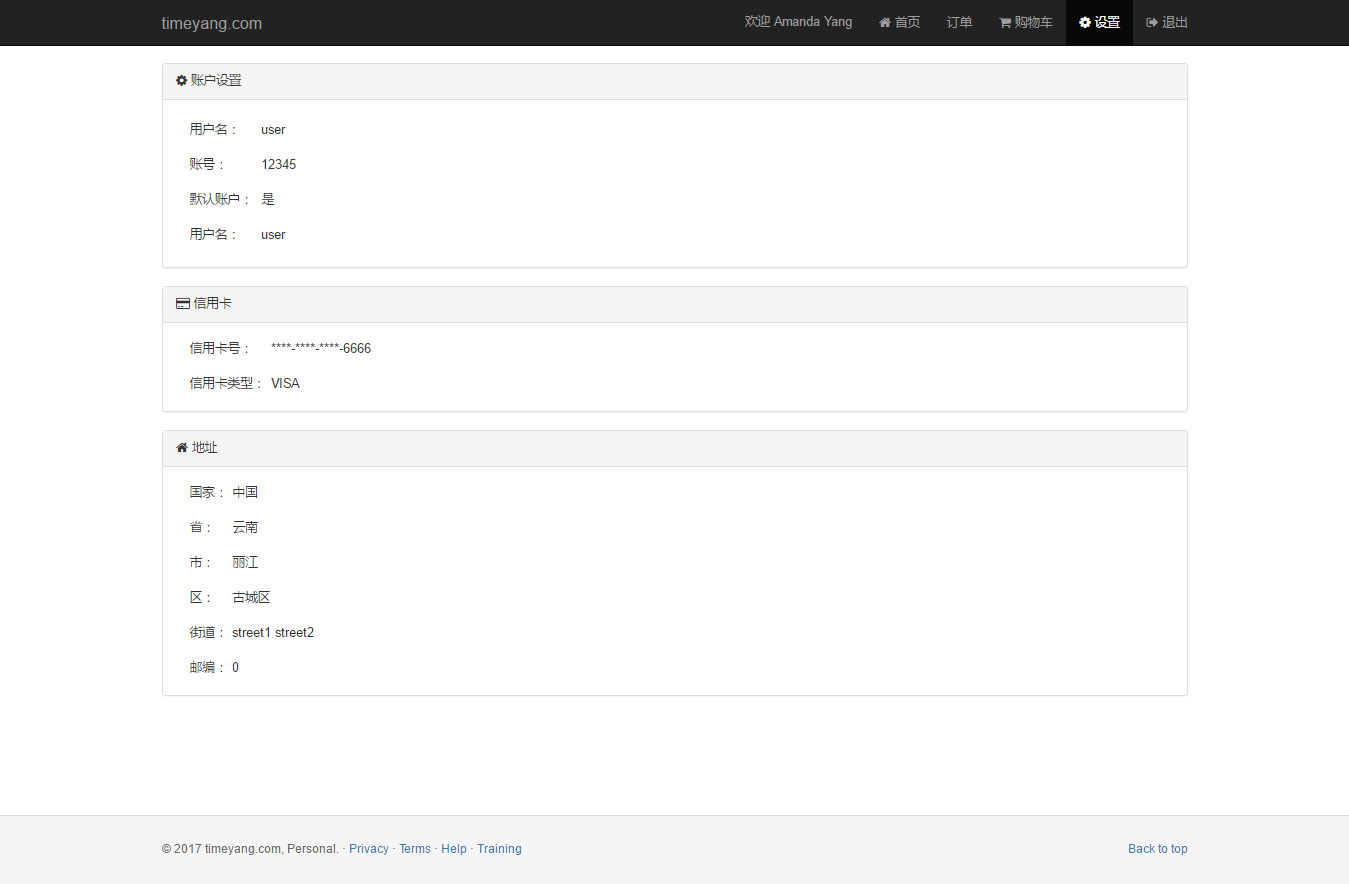 timeyang.com 欢迎 Amanda Yang 首页 订单 购物车 设置 退出
账户设置
用户名： user
账号： 12345
默认账户： 是
用户名： user
信用卡
信用卡号： ****-****-****-6666
信用卡类型： VISA
地址
国家： 中国
省： 云南
市： 丽江
区： 古城区
街道： street1 street2
邮编： 0
© 2017 timeyang.com, Personal. · Privacy · Terms · Help · Training Back to top